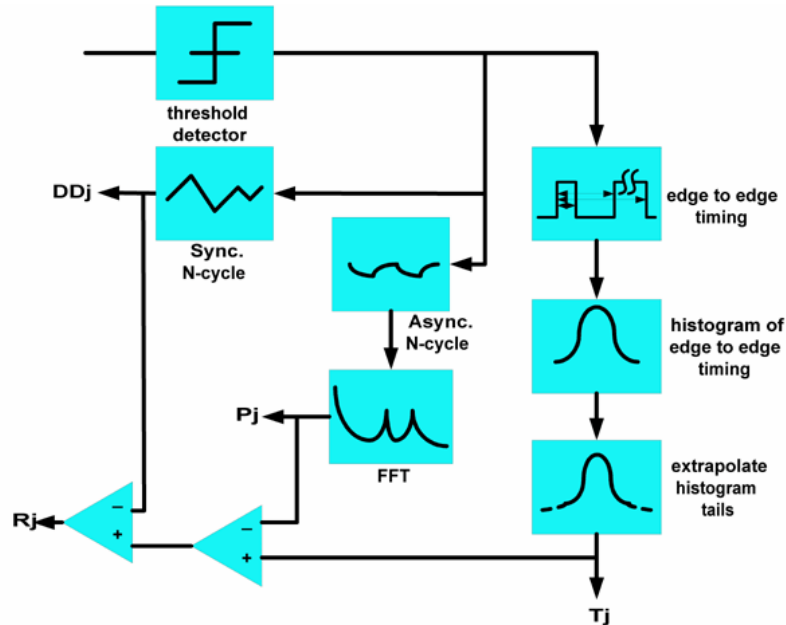 threshold
detector
DDj
Sync.
N-cycle
edge to edge
timing
Async.
N-cycle
histogram of
edge to edge
timing
Pj
FFT
extrapolate
histogram
tails
Rj
−
+
−
+
Tj